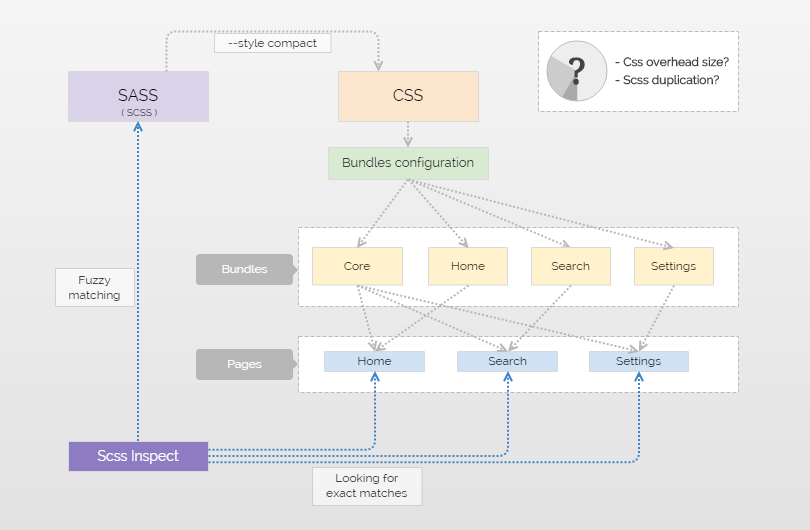 --style compact
SASS
( SCSS )
CSS
?
- Css overhead size?
- Scss duplication?
Bundles configuration
Bundles
Core
Home
Search
Settings
Fuzzy
matching
Pages
Home
Search
Settings
Scss Inspect
Looking for
exact matches